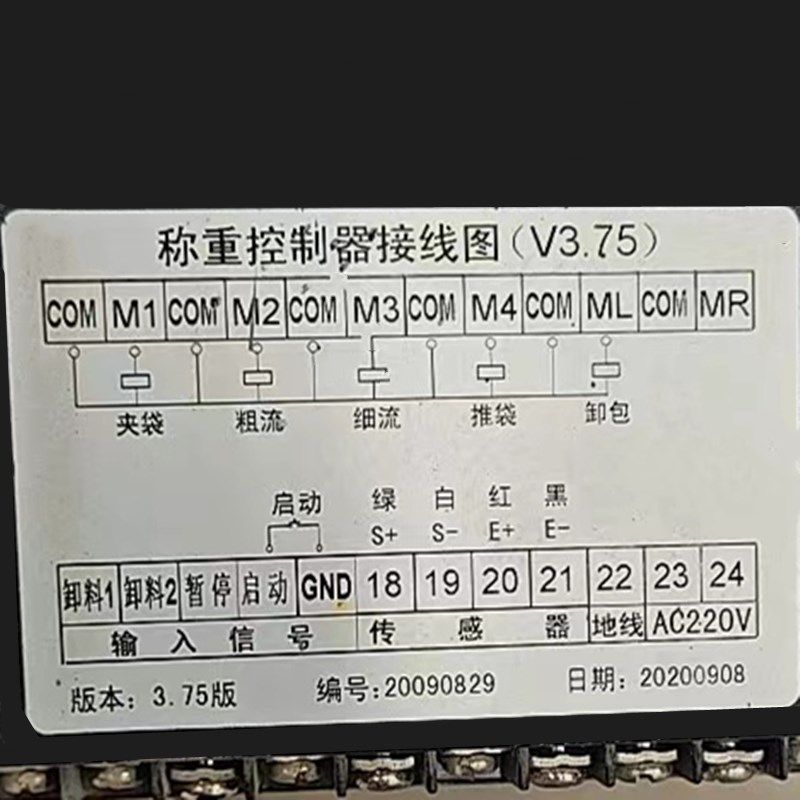 称重控制器接线图(V3.75)
COM M1 COM M2 COM M3 COM M4 COM ML COM MR
夹袋 粗流 细流 推袋 卸包
启动 绿 白 红 黑
S+ S- E+ E-
卸料1 卸料2 暂停 启动 GND 18 19 20 21 22 23 24
输入信号 传感器 地线 AC220V
版本：3.75版 编号:20090829 日期：20200908